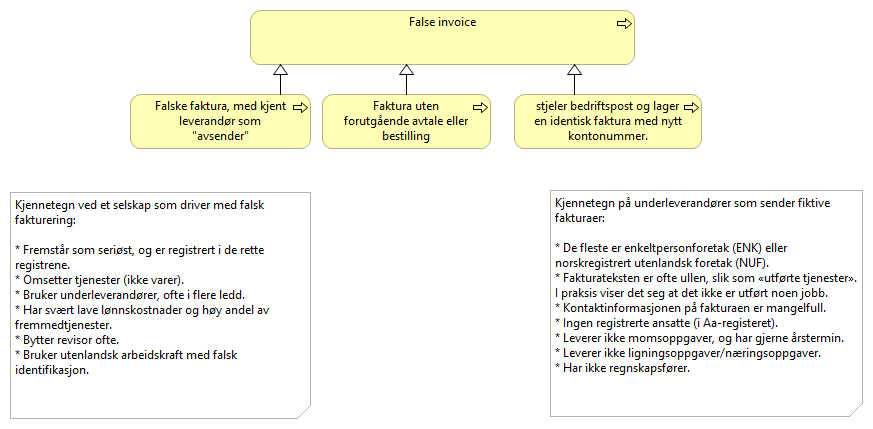 False invoice
Falske faktura, med kjent
leverandør som
"avsender"
Faktura uten
forutgående avtale eller
bestilling
stjeler bedriftspost og lager
en identisk faktura med nytt
kontonummer.
Kjennetegn ved et selskap som driver med falsk
fakturering:
* Fremstår som seriøst, og er registrert i de rette
registrene.
* Omsetter tjenester (ikke varer).
* Bruker underleverandører, ofte i flere ledd.
* Har svært lave lønnskostnader og høy andel av
fremmedtjenester.
* Bytter revisor ofte.
* Bruker utenlandsk arbeidskraft med falsk
identifikasjon.
Kjennetegn på underleverandører som sender fiktive
fakturaer:
* De fleste er enkeltpersonforetak (ENK) eller
norskregistrert utenlandsk foretak (NUF).
* Fakturateksten er ofte ullen, slik som «utførte tjenester».
I praksis viser det seg at det ikke er utført noen jobb.
* Kontaktinformasjonen på fakturaen er mangelfull.
* Ingen registrerte ansatte (i Aa-registeret).
* Leverer ikke momsoppgaver, og har gjerne årstermin.
* Leverer ikke ligningsoppgaver/næringsoppgaver.
* Har ikke regnskapsfører.